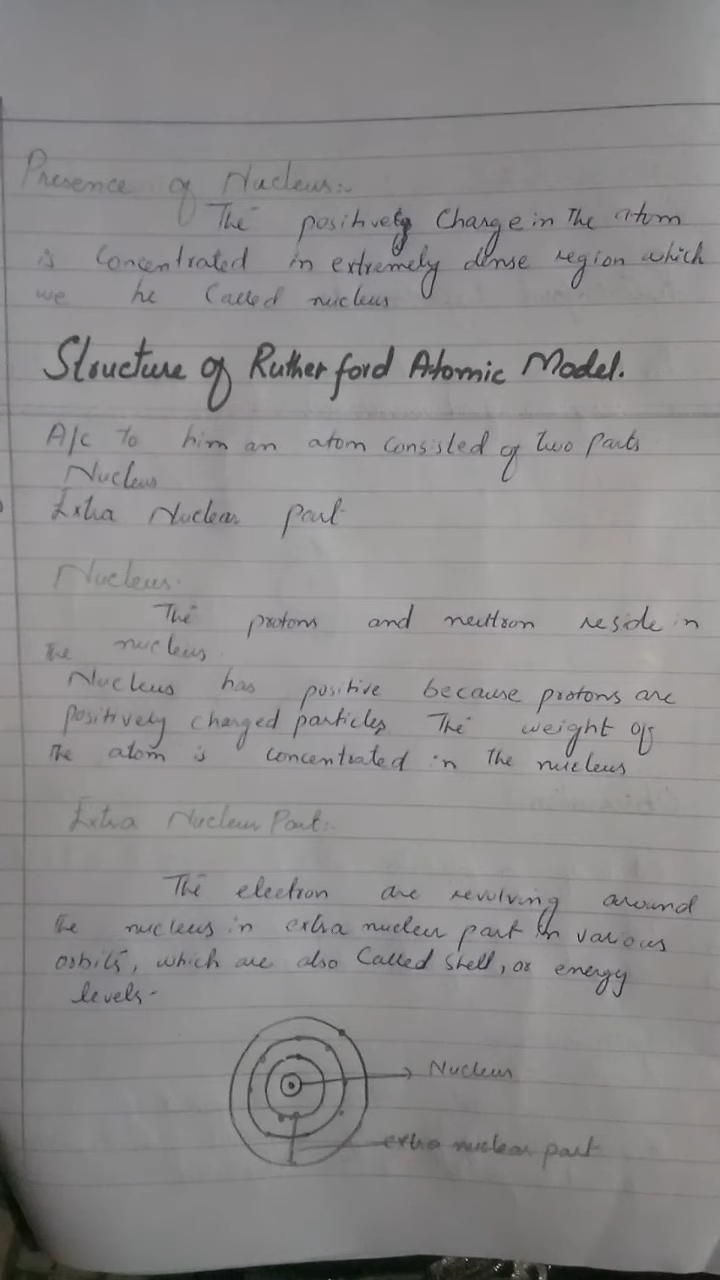 Presence of Nucleus:-
The positively Charge in The atom
is Concentrated in extremely dense region which
we he Called nucleus
Structure of Rutherford Atomic Model.
A/c To him an atom consisted of Two Parts
Nucleus
Extra Nuclear part
Nucleus.
The protons and neutron reside in
The nucleus.
Nucleus has positive because protons are
positively charged particles The weight of
The atom is concentrated in The nucleus
Extra Nuclear Part:-
The electron are revolving around
The nucleus in extra nuclear part in various
orbits, which are also Called shell, or energy
levels-
Nucleus
extra nuclear part